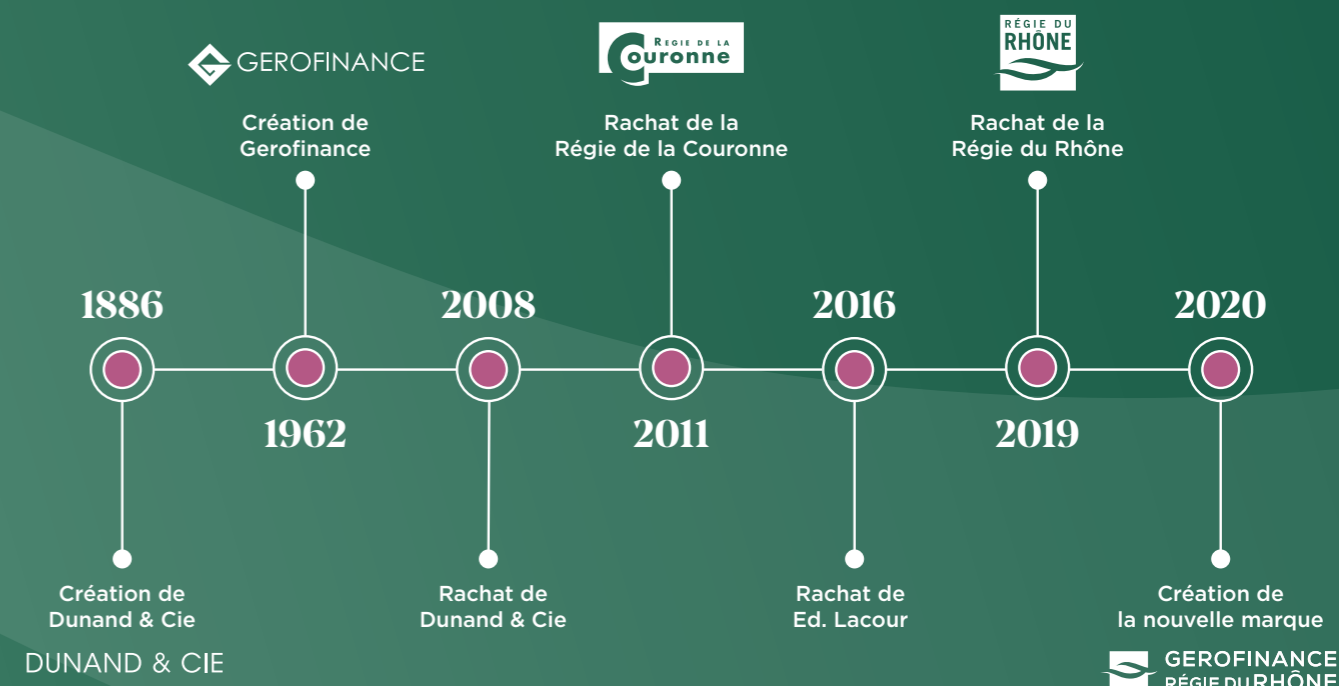 GEROFINANCE
REGIE DE LA
Couronne
RÉGIE DU
RHÔNE
Création de
Gerofinance
Rachat de la
Régie de la Couronne
Rachat de la
Régie du Rhône
1886
2008
2016
2020
1962
2011
2019
Création de
Dunand & Cie
Rachat de
Dunand & Cie
Rachat de
Ed. Lacour
Création de
la nouvelle marque
DUNAND & CIE
GEROFINANCE
RÉGIE DU RHÔNE